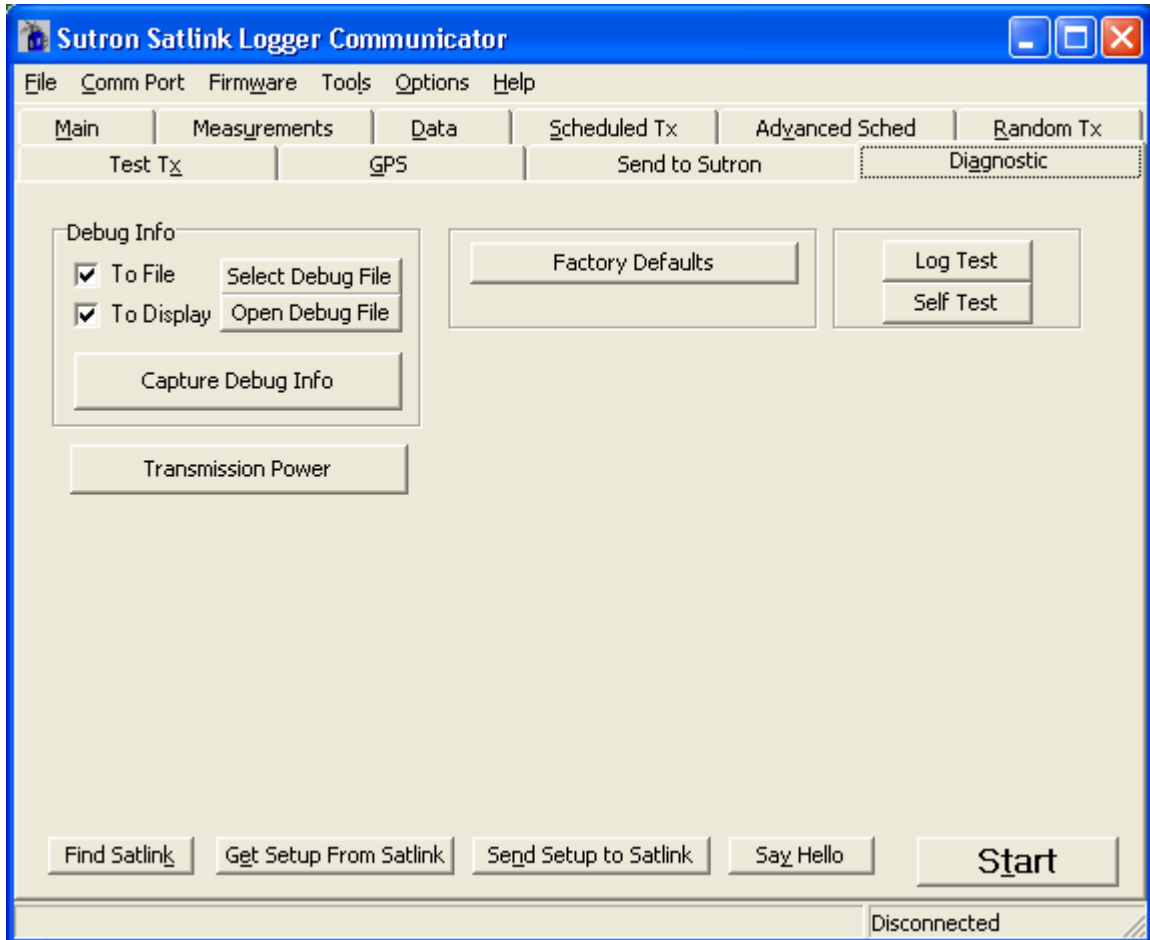 Sutron Satlink Logger Communicator
File Comm Port Firmware Tools Options Help
Main Measurements Data Scheduled Tx Advanced Sched Random Tx
Test Tx GPS Send to Sutron Diagnostic
Debug Info
To File Select Debug File
To Display Open Debug File
Capture Debug Info
Transmission Power
Factory Defaults
Log Test
Self Test
Find Satlink Get Setup From Satlink Send Setup to Satlink Say Hello Start
Disconnected